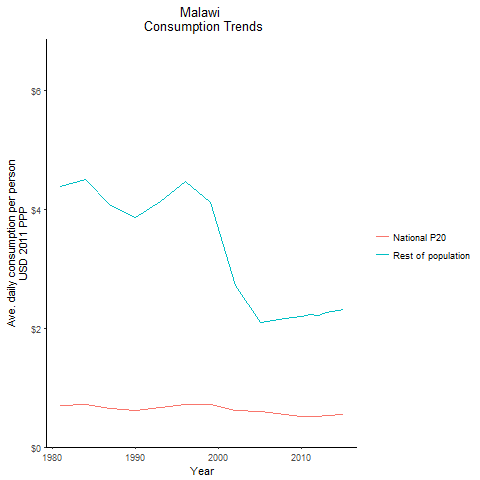 Malawi
Consumption Trends
Ave. daily consumption per person
USD 2011 PPP
$6
$4
$2
$0
1980
1990
2000
2010
Year
National P20
Rest of population